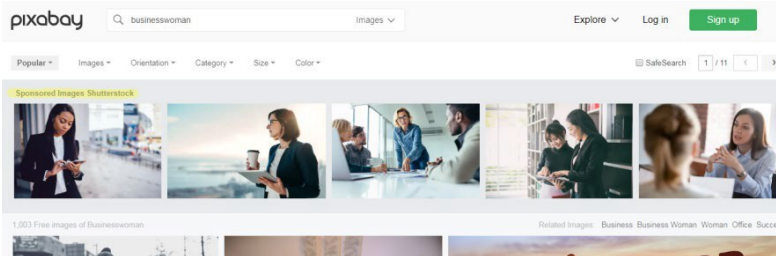 pixabay businesswoman Images Explore Log in Sign up
Popular Images Orientation Category Size Color SafeSearch 1 / 11
Sponsored Images Shutterstock
1,003 Free images of Businesswoman Related Images: Business Business Woman Woman Office Succe